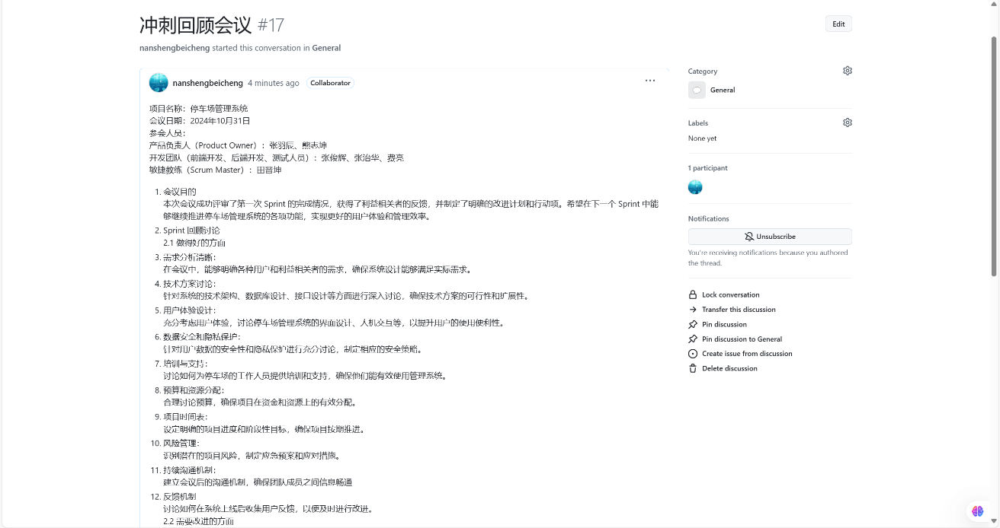 冲刺回顾会议 #17
Edit
nanshengbeicheng started this conversation in General
nanshengbeicheng 4 minutes ago Collaborator
项目名称：停车场管理系统
会议日期：2024年10月31日
参会人员：
产品负责人（Product Owner）：张羽辰、熊志坤
开发团队（前端开发、后端开发、测试人员）：张俊辉、张治华、费亮
敏捷教练（Scrum Master）：田晋坤
1. 会议目的
本次会议成功评审了第一次 Sprint 的完成情况，获得了利益相关者的反馈，并制定了明确的改进计划和行动项。希望在下一个 Sprint 中能
够继续推进停车场管理系统的各项功能，实现更好的用户体验和管理效率。
2. Sprint 回顾讨论
2.1 做得好的方面
3. 需求分析清晰：
在会议中，能够明确各种用户和利益相关者的需求，确保系统设计能够满足实际需求。
4. 技术方案讨论：
针对系统的技术架构、数据库设计、接口设计等方面进行深入讨论，确保技术方案的可行性和扩展性。
5. 用户体验设计：
充分考虑用户体验，讨论停车场管理系统的界面设计、人机交互等，以提升用户的使用便利性。
6. 数据安全和隐私保护：
针对用户数据的安全性和隐私保护进行充分讨论，制定相应的安全策略。
7. 培训与支持：
讨论如何为停车场的工作人员提供培训和支持，确保他们能有效使用管理系统。
8. 预算和资源分配：
合理讨论预算，确保项目在资金和资源上的有效分配。
9. 项目时间表：
设定明确的项目进度和阶段性目标，确保项目按期推进。
10. 风险管理：
识别潜在的项目风险，制定应急预案和应对措施。
11. 持续沟通机制：
建立会议后的沟通机制，确保团队成员之间信息畅通
12. 反馈机制
讨论如何在系统上线后收集用户反馈，以便及时进行改进。
2.2 需要改进的方面
Category
General
Labels
None yet
1 participant
Notifications
Unsubscribe
You're receiving notifications because you authored
the thread.
Lock conversation
Transfer this discussion
Pin discussion
Pin discussion to General
Create issue from discussion
Delete discussion